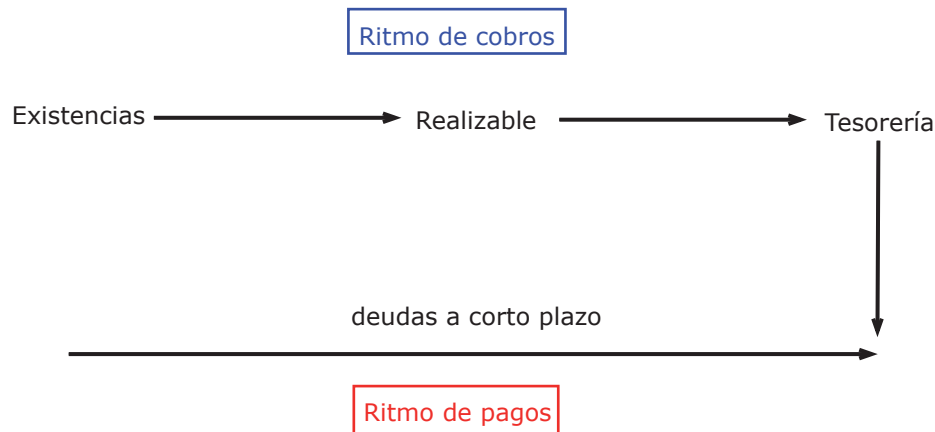 Ritmo de cobros
Existencias
Realizable
Tesorería
deudas a corto plazo
Ritmo de pagos